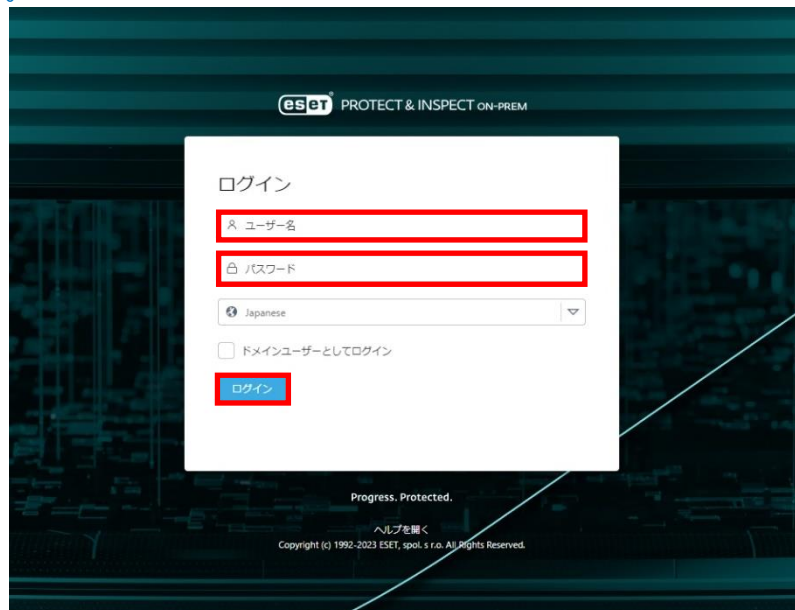 eset PROTECT & INSPECT ON-PREM
ログイン
ユーザー名
パスワード
Japanese
ドメインユーザーとしてログイン
ログイン
Progress. Protected.
ヘルプを開く
Copyright (c) 1992-2023 ESET, spol. s r.o. All Rights Reserved.